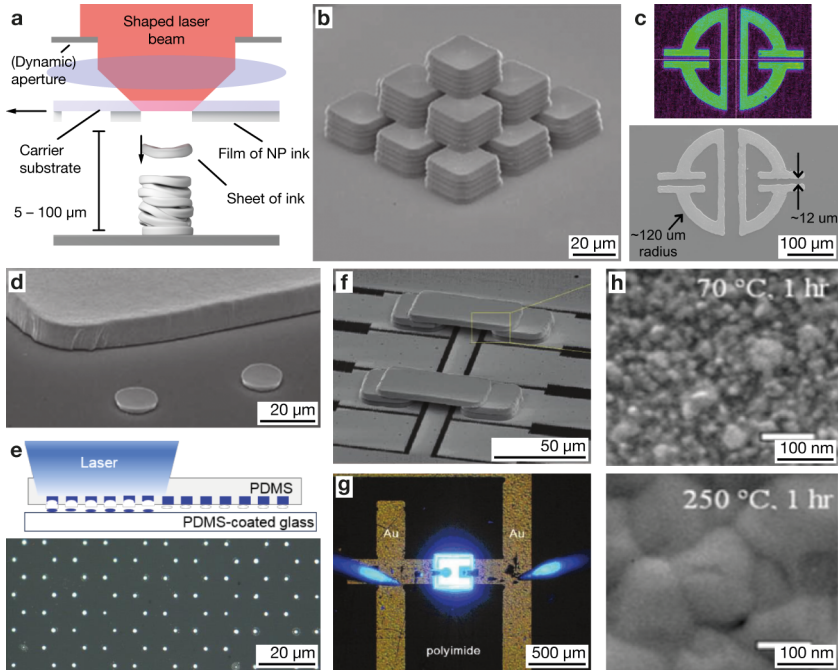 a
Shaped laser
beam
(Dynamic)
aperture
Carrier
substrate
Film of NP ink
Sheet of ink
5 – 100 µm
b
20 µm
c
~120 um
radius
~12 um
100 µm
d
20 µm
e
Laser
PDMS
PDMS-coated glass
20 µm
f
50 µm
g
Au
Au
polyimide
500 µm
h
70 °C, 1 hr
100 nm
250 °C, 1 hr
100 nm